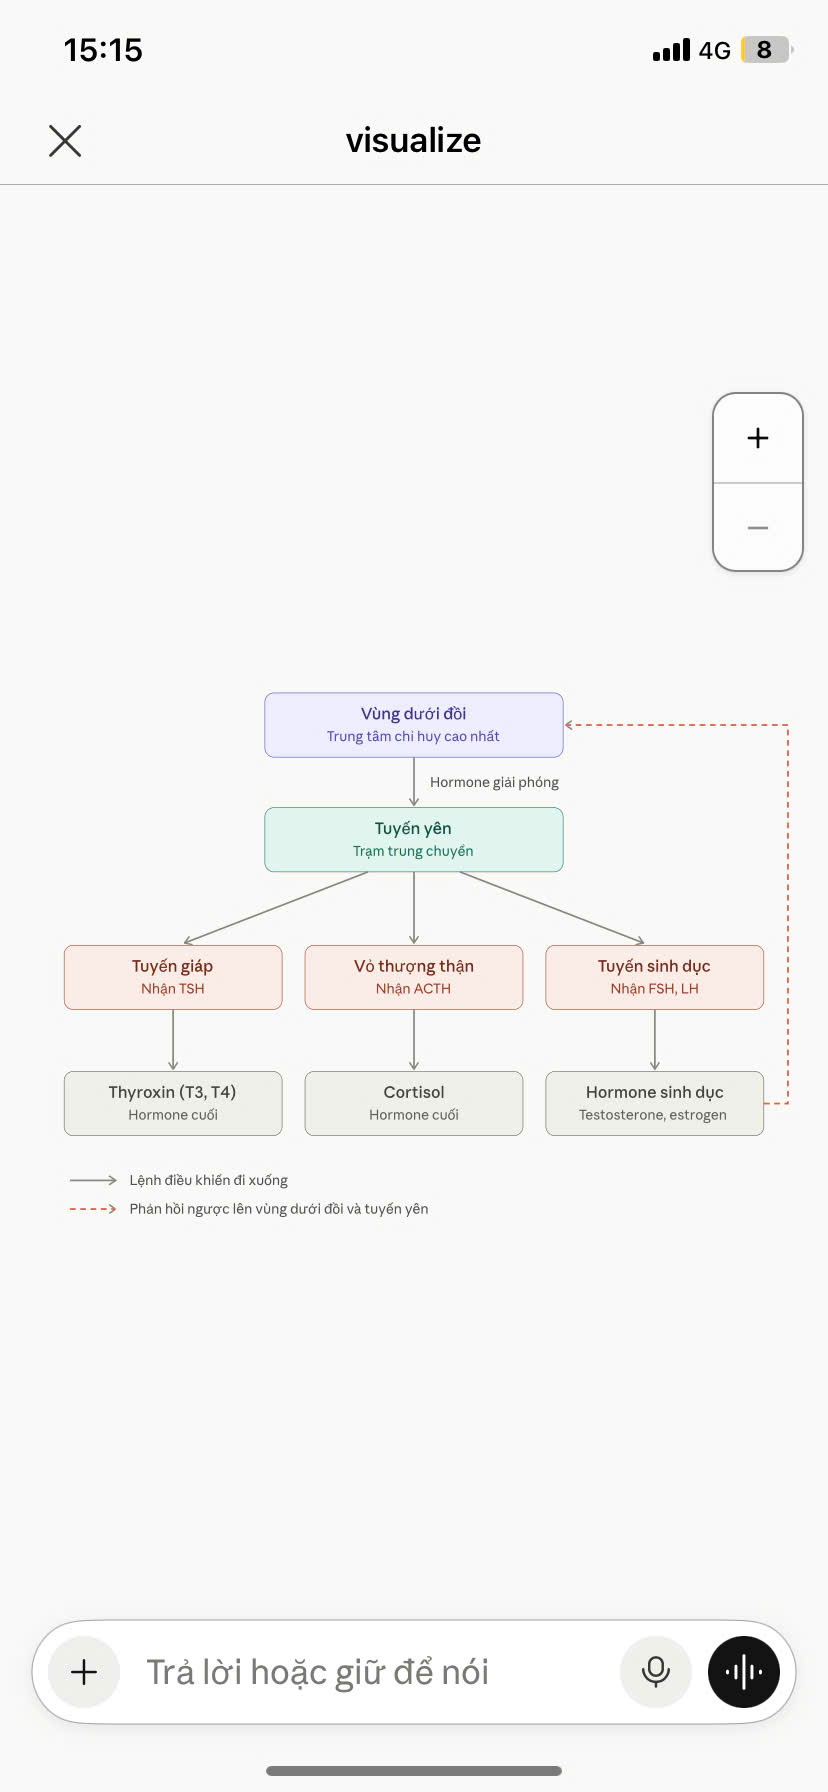 15:15
4G
8
visualize
Vùng dưới đồi
Trung tâm chỉ huy cao nhất
Hormone giải phóng
Tuyến yên
Trạm trung chuyển
Tuyến giáp
Nhận TSH
Vỏ thượng thận
Nhận ACTH
Tuyến sinh dục
Nhận FSH, LH
Thyroxin (T3, T4)
Hormone cuối
Cortisol
Hormone cuối
Hormone sinh dục
Testosterone, estrogen
Lệnh điều khiển đi xuống
Phản hồi ngược lên vùng dưới đồi và tuyến yên
Trả lời hoặc giữ để nói